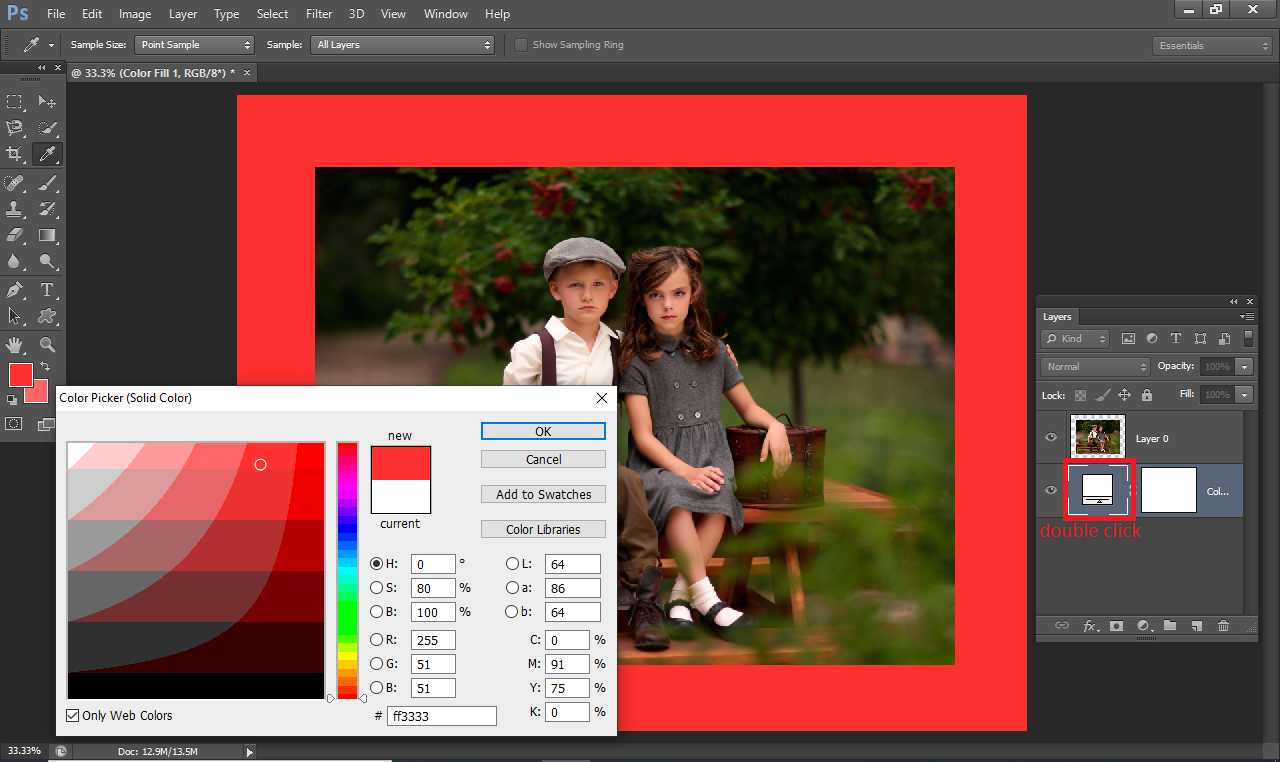 Ps File Edit Image Layer Type Select Filter 3D View Window Help
Sample Size: Point Sample Sample: All Layers Show Sampling Ring Essentials
@ 33.3% (Color Fill 1, RGB/8*) * ×
Color Picker (Solid Color)
new
current
OK
Cancel
Add to Swatches
Color Libraries
H: 0 °
S: 80 %
B: 100 %
R: 255
G: 51
B: 51
# ff3333
L: 64
a: 86
b: 64
C: 0 %
M: 91 %
Y: 75 %
K: 0 %
Only Web Colors
Layers
Kind
Normal Opacity: 100%
Lock: Fill: 100%
Layer 0
Col...
double click
fx
33.33% Doc: 12.9M/13.5M